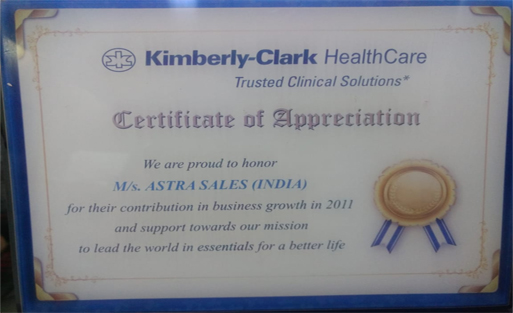 Kimberly-Clark HealthCare
Trusted Clinical Solutions*
Certificate of Appreciation
We are proud to honor
M/s. ASTRA SALES (INDIA)
for their contribution in business growth in 2011
and support towards our mission
to lead the world in essentials for a better life